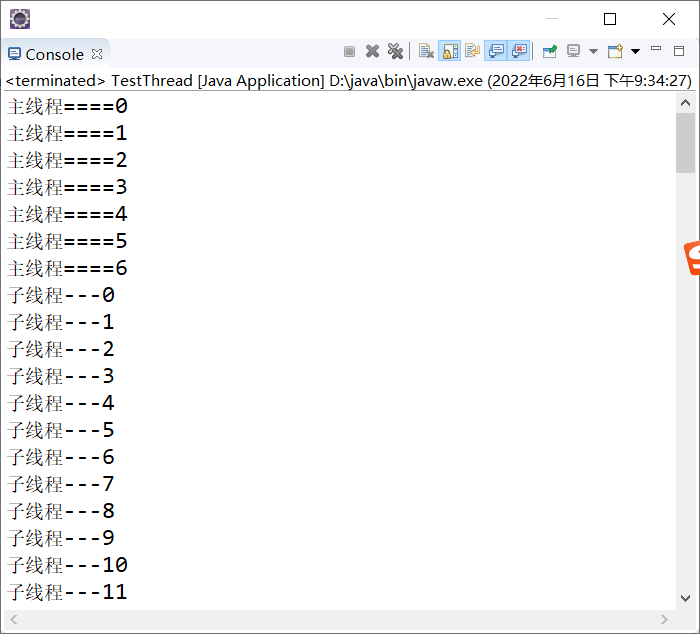 Console
<terminated> TestThread [Java Application] D:\java\bin\javaw.exe (2022年6月16日 下午9:34:27)
主线程====0
主线程====1
主线程====2
主线程====3
主线程====4
主线程====5
主线程====6
子线程---0
子线程---1
子线程---2
子线程---3
子线程---4
子线程---5
子线程---6
子线程---7
子线程---8
子线程---9
子线程---10
子线程---11